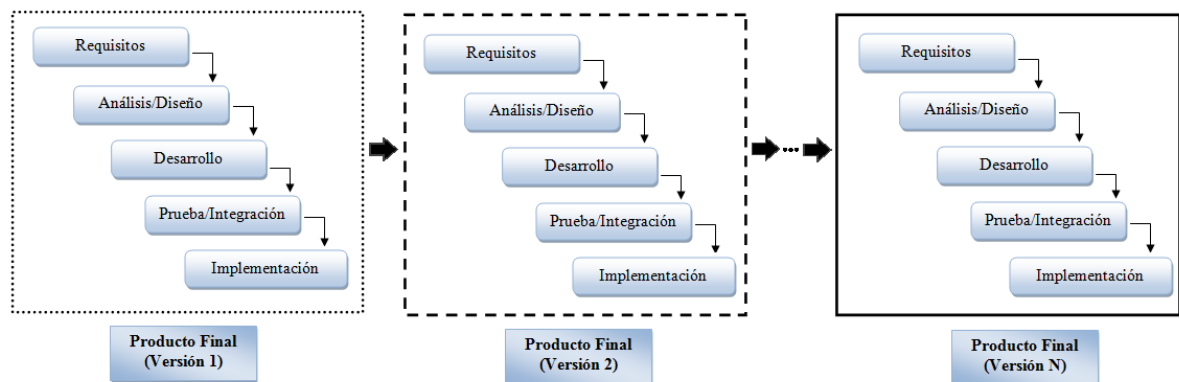 Requisitos
Análisis/Diseño
Desarrollo
Prueba/Integración
Implementación
Producto Final
(Versión 1)
Requisitos
Análisis/Diseño
Desarrollo
Prueba/Integración
Implementación
Producto Final
(Versión 2)
Requisitos
Análisis/Diseño
Desarrollo
Prueba/Integración
Implementación
Producto Final
(Versión N)